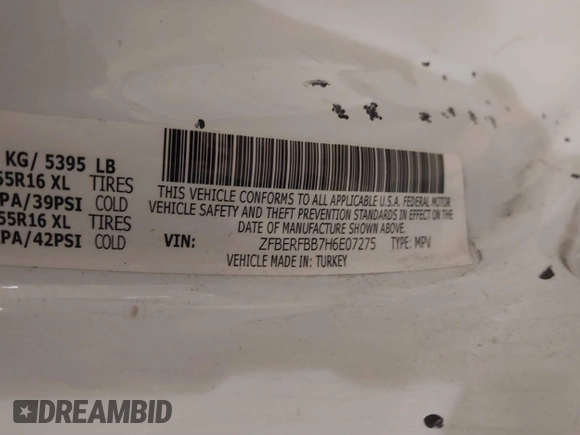 KG/ 5395 LB
55R16 XL TIRES
PA/39PSI COLD
55R16 XL TIRES
PA/42PSI COLD
THIS VEHICLE CONFORMS TO ALL APPLICABLE U.S.A. FEDERAL MOTOR
VEHICLE SAFETY AND THEFT PREVENTION STANDARDS IN EFFECT ON THE
DATE OF MANUFACTURE SHOWN ABOVE.
VIN: ZFBERFBB7H6E07275 TYPE: MPV
VEHICLE MADE IN: TURKEY
DREAMBID